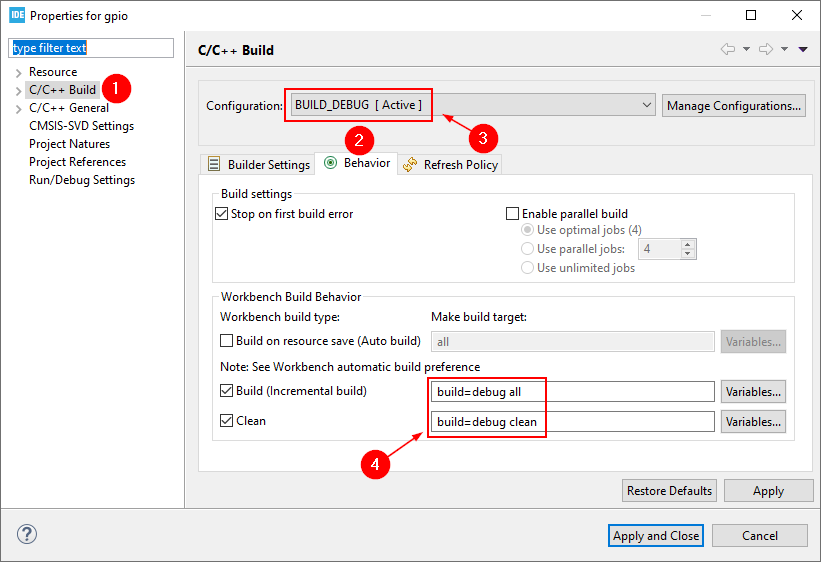 IDE Properties for gpio
type filter text
Resource
C/C++ Build 1
C/C++ General
CMSIS-SVD Settings
Project Natures
Project References
Run/Debug Settings
C/C++ Build
Configuration: BUILD_DEBUG [ Active ] Manage Configurations...
2 3
Builder Settings Behavior Refresh Policy
Build settings
Stop on first build error Enable parallel build
Use optimal jobs (4)
Use parallel jobs: 4
Use unlimited jobs
Workbench Build Behavior
Workbench build type: Make build target:
Build on resource save (Auto build) all Variables...
Note: See Workbench automatic build preference
Build (Incremental build) build=debug all Variables...
Clean build=debug clean Variables...
4
Restore Defaults Apply
? Apply and Close Cancel